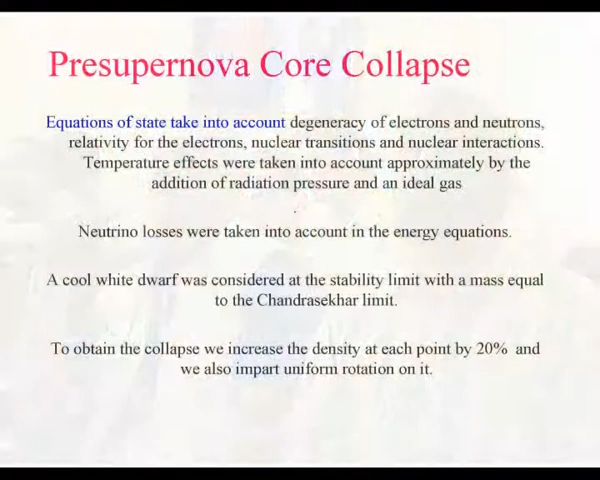 Presupernova Core Collapse
Equations of state take into account degeneracy of electrons and neutrons,
relativity for the electrons, nuclear transitions and nuclear interactions.
Temperature effects were taken into account approximately by the
addition of radiation pressure and an ideal gas
.
Neutrino losses were taken into account in the energy equations.
A cool white dwarf was considered at the stability limit with a mass equal
to the Chandrasekhar limit.
To obtain the collapse we increase the density at each point by 20% and
we also impart uniform rotation on it.